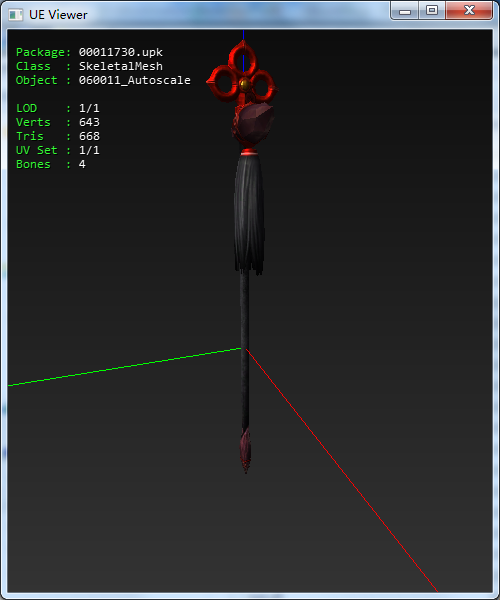 UE Viewer
Package: 00011730.upk
Class  : SkeletalMesh
Object : 060011_Autoscale
LOD    : 1/1
Verts  : 643
Tris   : 668
UV Set : 1/1
Bones  : 4